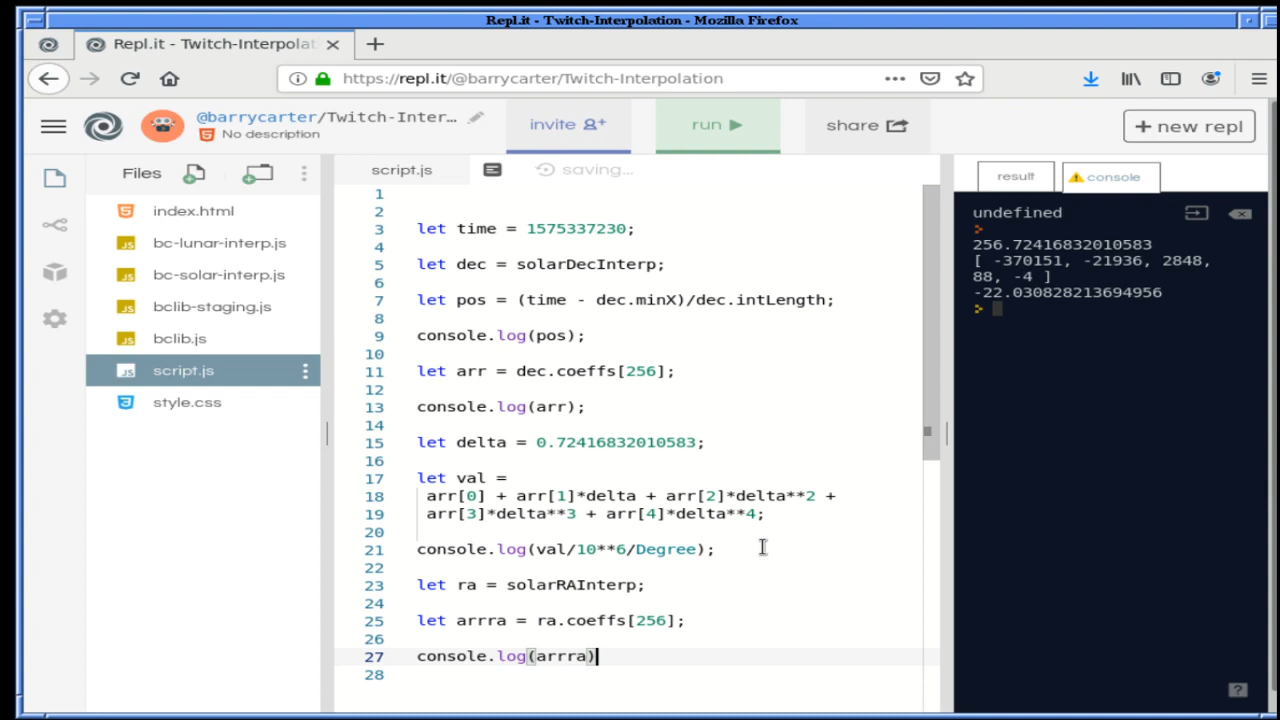 Repl.it - Twitch-Interpolation - Mozilla Firefox
Repl.it - Twitch-Interpolat
https://repl.it/@barrycarter/Twitch-Interpolation
@barrycarter/Twitch-Inter...
No description
invite
run
share
+ new repl
Files
script.js
saving...
result
console
index.html
bc-lunar-interp.js
bc-solar-interp.js
bclib-staging.js
bclib.js
script.js
style.css
1
2
3 let time = 1575337230;
4
5 let dec = solarDecInterp;
6
7 let pos = (time - dec.minX)/dec.intLength;
8
9 console.log(pos);
10
11 let arr = dec.coeffs[256];
12
13 console.log(arr);
14
15 let delta = 0.72416832010583;
16
17 let val =
18 arr[0] + arr[1]*delta + arr[2]*delta**2 +
19 arr[3]*delta**3 + arr[4]*delta**4;
20
21 console.log(val/10**6/Degree);
22
23 let ra = solarRAInterp;
24
25 let arrra = ra.coeffs[256];
26
27 console.log(arrra)
28
undefined
>
256.72416832010583
[ -370151, -21936, 2848,
88, -4 ]
-22.030828213694956
>
?